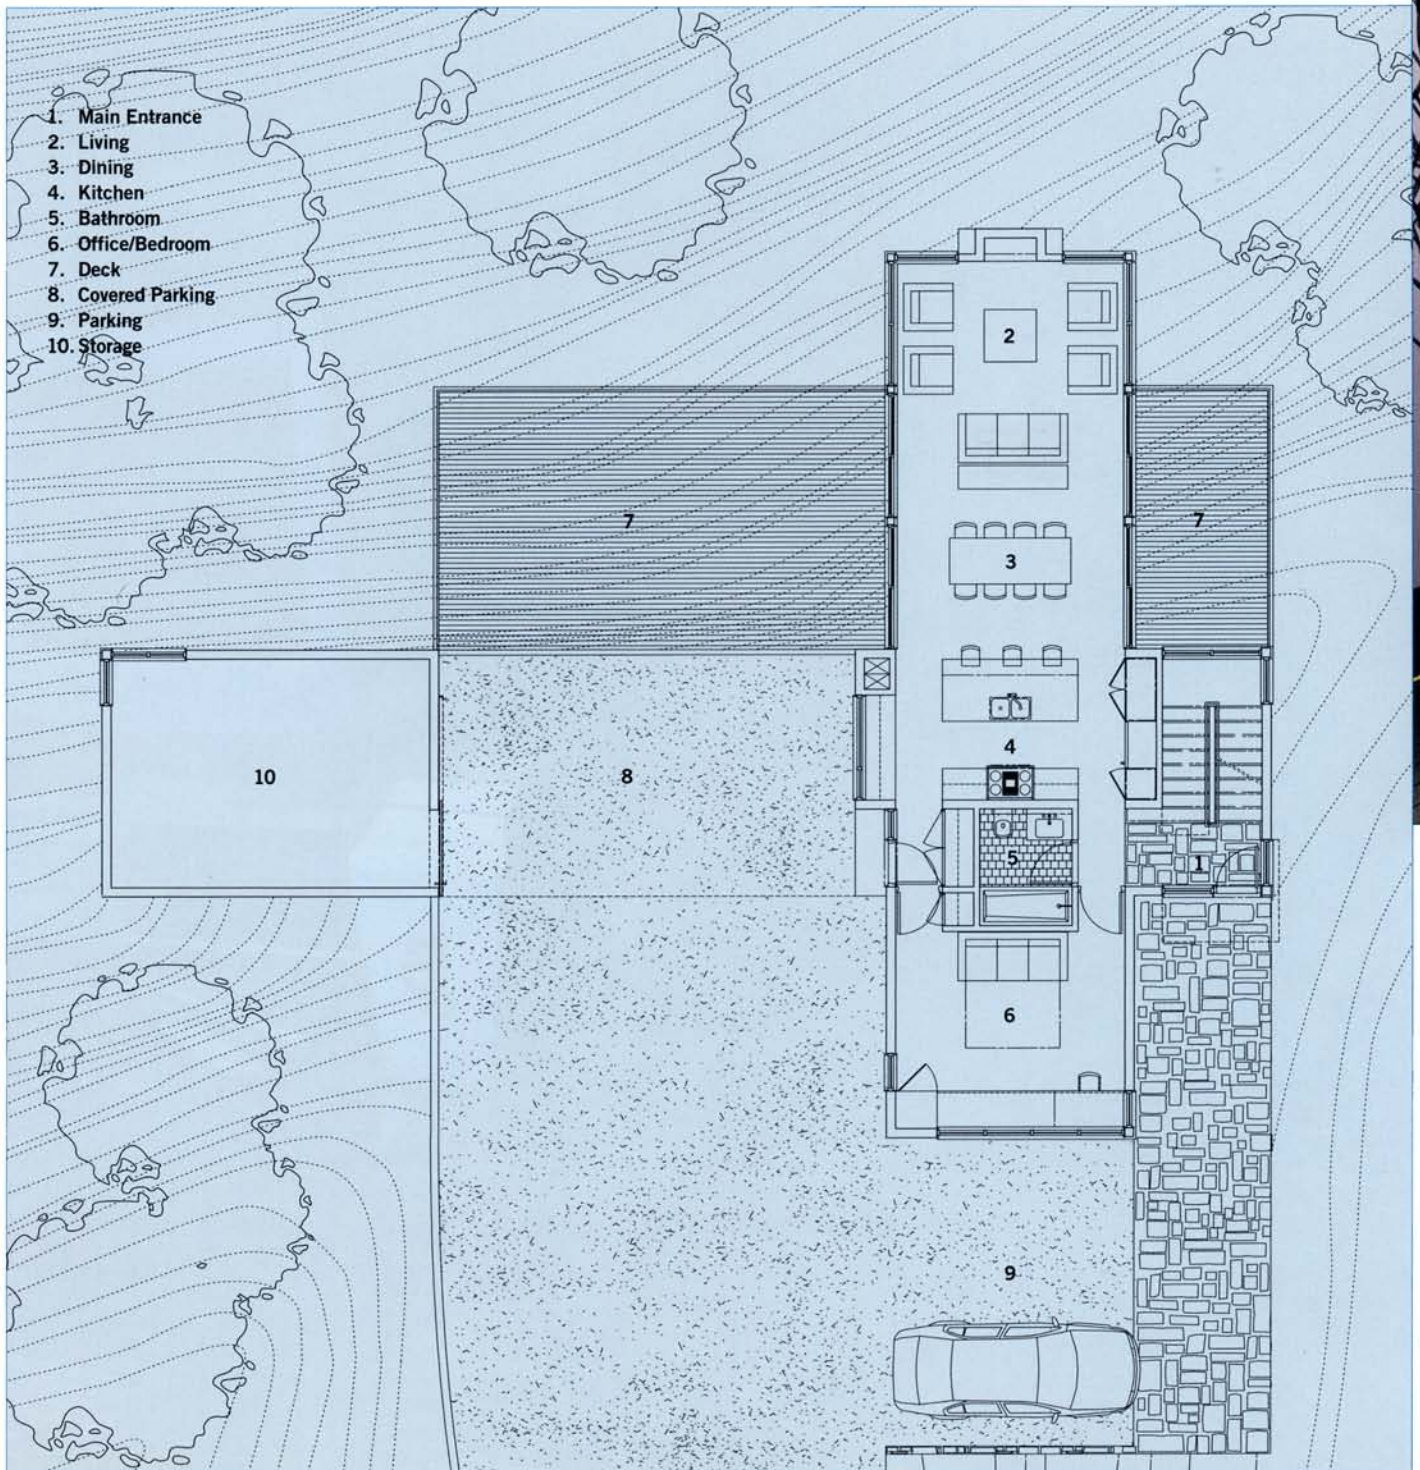 1. Main Entrance
2. Living
3. Dining
4. Kitchen
5. Bathroom
6. Office/Bedroom
7. Deck
8. Covered Parking
9. Parking
10. Storage
2
7
3
7
4
10
8
5
1
6
9